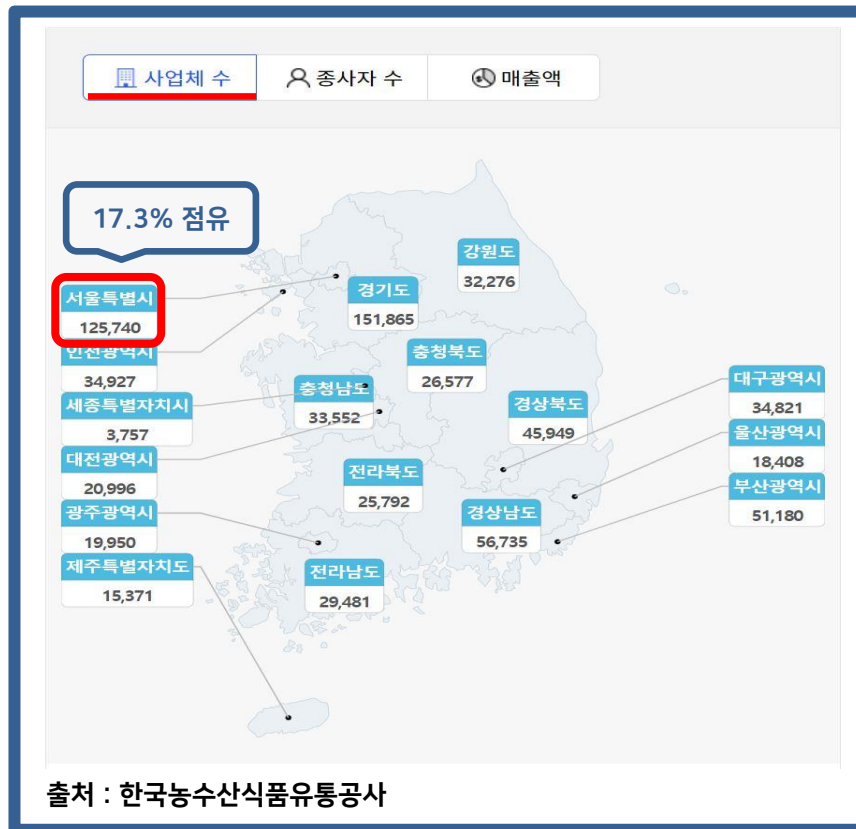 사업체 수
종사자 수
매출액
17.3% 점유
서울특별시
125,740
인천광역시
34,927
세종특별자치시
3,757
대전광역시
20,996
광주광역시
19,950
제주특별자치도
15,371
강원도
32,276
경기도
151,865
충청북도
26,577
충청남도
33,552
경상북도
45,949
전라북도
25,792
경상남도
56,735
전라남도
29,481
대구광역시
34,821
울산광역시
18,408
부산광역시
51,180
출처 : 한국농수산식품유통공사